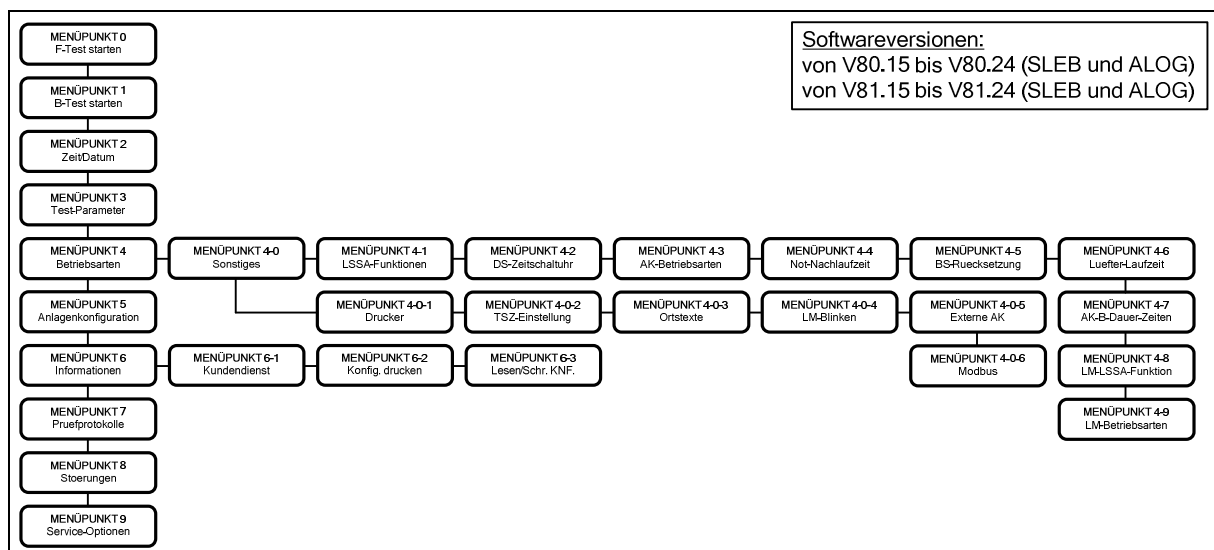 MENÜPUNKT 0
F-Test starten
Softwareversionen:
von V80.15 bis V80.24 (SLEB und ALOG)
von V81.15 bis V81.24 (SLEB und ALOG)
MENÜPUNKT 1
B-Test starten
MENÜPUNKT 2
Zeit/Datum
MENÜPUNKT 3
Test-Parameter
MENÜPUNKT 4
Betriebsarten
MENÜPUNKT 4-0
Sonstiges
MENÜPUNKT 4-1
LSSA-Funktionen
MENÜPUNKT 4-2
DS-Zeitschaltuhr
MENÜPUNKT 4-3
AK-Betriebsarten
MENÜPUNKT 4-4
Not-Nachlaufzeit
MENÜPUNKT 4-5
BS-Ruecksetzung
MENÜPUNKT 4-6
Luefter-Laufzeit
MENÜPUNKT 5
Anlagenkonfiguration
MENÜPUNKT 4-0-1
Drucker
MENÜPUNKT 4-0-2
TSZ-Einstellung
MENÜPUNKT 4-0-3
Ortstexte
MENÜPUNKT 4-0-4
LM-Blinken
MENÜPUNKT 4-0-5
Externe AK
MENÜPUNKT 4-7
AK-B-Dauer-Zeiten
MENÜPUNKT 6
Informationen
MENÜPUNKT 6-1
Kundendienst
MENÜPUNKT 6-2
Konfig. drucken
MENÜPUNKT 6-3
Lesen/Schr. KNF.
MENÜPUNKT 4-0-6
Modbus
MENÜPUNKT 4-8
LM-LSSA-Funktion
MENÜPUNKT 7
Pruefprotokolle
MENÜPUNKT 4-9
LM-Betriebsarten
MENÜPUNKT 8
Stoerungen
MENÜPUNKT 9
Service-Optionen